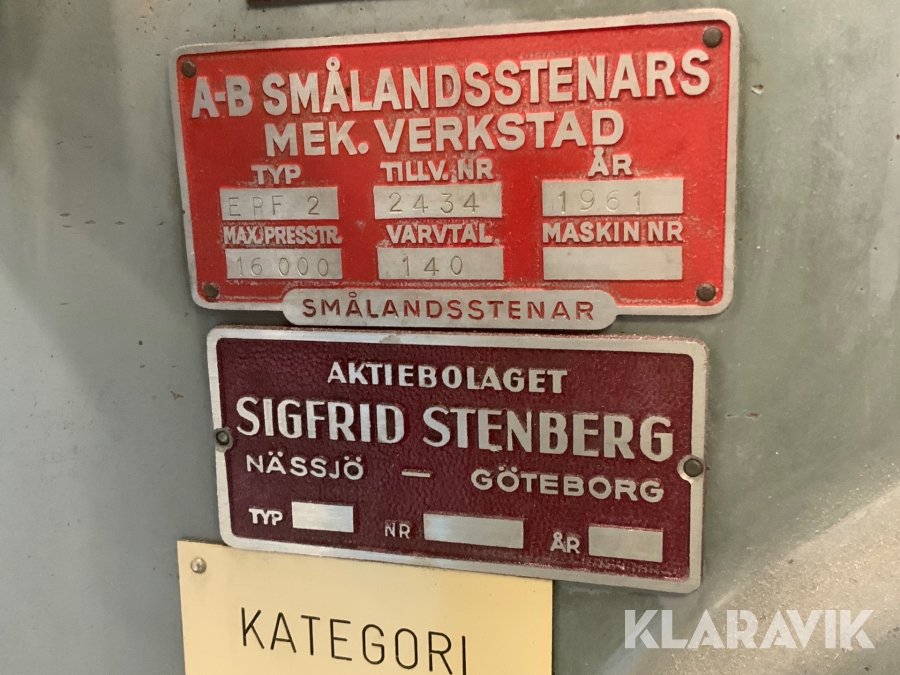 A-B SMÅLANDSSTENARS
MEK. VERKSTAD
TYP TILLV. NR ÅR
EPF 2 2434 1961
MAX. PRESSTR. VARVTAL MASKIN NR
16 000 140
SMÅLANDSSTENAR
AKTIEBOLAGET
SIGFRID STENBERG
NÄSSJÖ — GÖTEBORG
TYP NR ÅR
KATEGORI
KLARAVIK